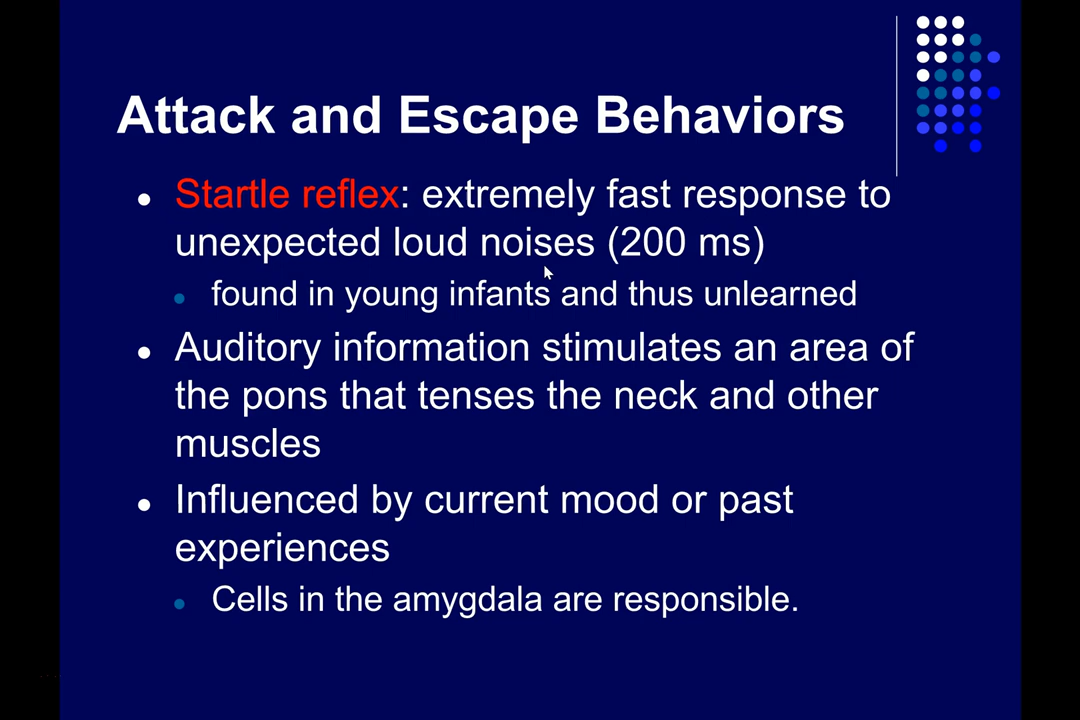 Attack and Escape Behaviors
Startle reflex: extremely fast response to
unexpected loud noises (200 ms)
found in young infants and thus unlearned
Auditory information stimulates an area of
the pons that tenses the neck and other
muscles
Influenced by current mood or past
experiences
Cells in the amygdala are responsible.